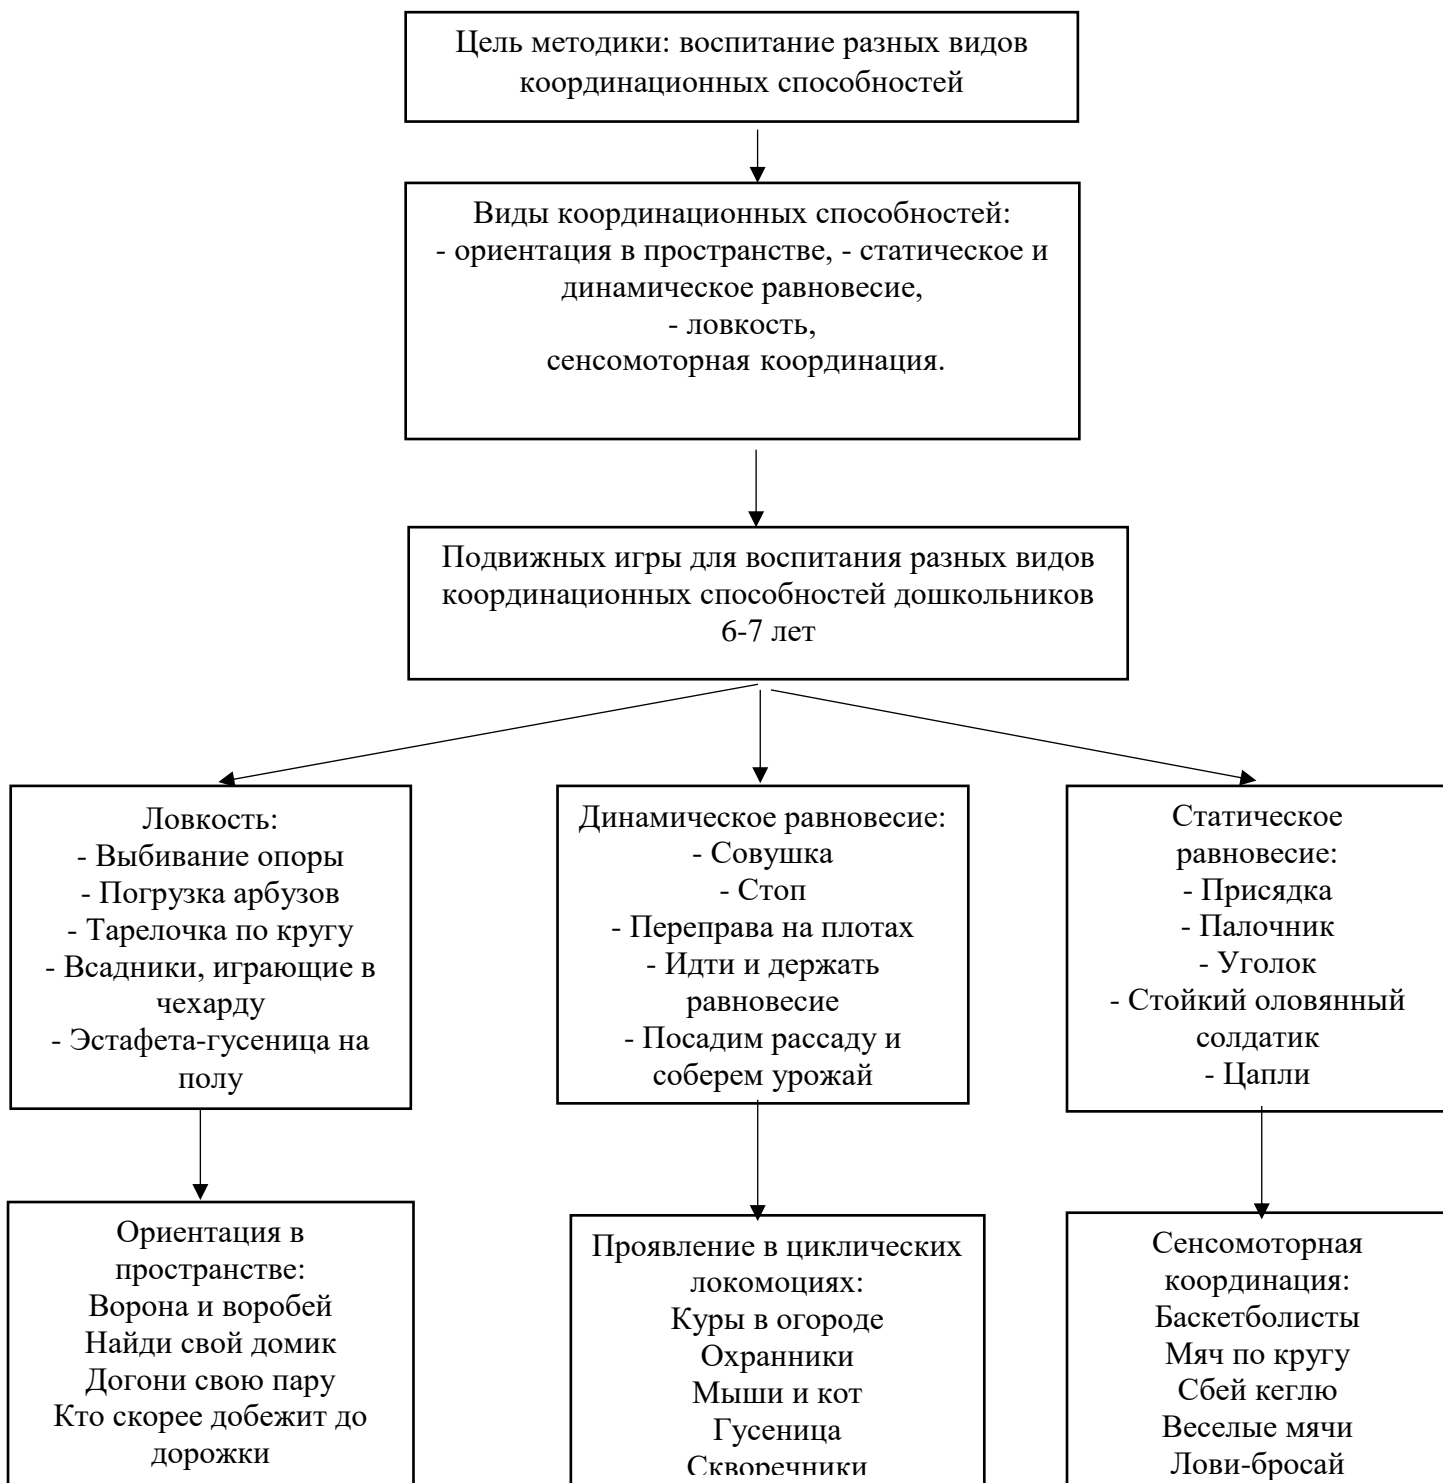 Цель методики: воспитание разных видов
координационных способностей
Виды координационных способностей:
- ориентация в пространстве, - статическое и
динамическое равновесие,
- ловкость,
сенсомоторная координация.
Подвижных игры для воспитания разных видов
координационных способностей дошкольников
6-7 лет
Ловкость:
- Выбивание опоры
- Погрузка арбузов
- Тарелочка по кругу
- Всадники, играющие в
чехарду
- Эстафета-гусеница на
полу
Динамическое равновесие:
- Совушка
- Стоп
- Переправа на плотах
- Идти и держать
равновесие
- Посадим рассаду и
соберем урожай
Статическое
равновесие:
- Присядка
- Палочник
- Уголок
- Стойкий оловянный
солдатик
- Цапли
Ориентация в
пространстве:
Ворона и воробей
Найди свой домик
Догони свою пару
Кто скорее добежит до
дорожки
Проявление в циклических
локомоциях:
Куры в огороде
Охранники
Мыши и кот
Гусеница
Скворечники
Сенсомоторная
координация:
Баскетболисты
Мяч по кругу
Сбей кеглю
Веселые мячи
Лови-бросай